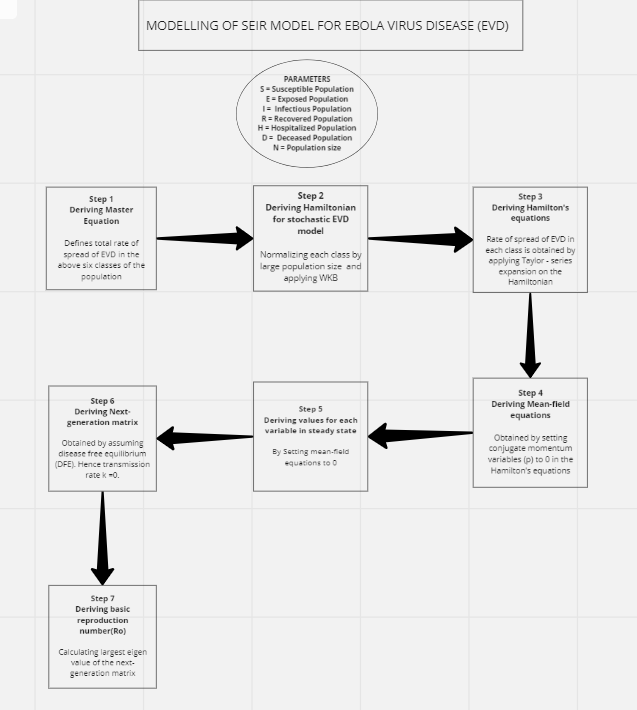 MODELLING OF SEIR MODEL FOR EBOLA VIRUS DISEASE (EVD)
PARAMETERS
S = Susceptible Population
E = Exposed Population
I = Infectious Population
R = Recovered Population
H = Hospitalized Population
D = Deceased Population
N = Population size
Step 1
Deriving Master
Equation
Defines total rate of
spread of EVD in the
above six classes of the
population
Step 2
Deriving Hamiltonian
for stochastic EVD
model
Normalizing each class by
large population size and
applying WKB
Step 3
Deriving Hamilton's
equations
Rate of spread of EVD in
each class is obtained by
applying Taylor - series
expansion on the
Hamiltonian
Step 4
Deriving Mean-field
equations
Obtained by setting
conjugate momentum
variables (p) to 0 in the
Hamilton's equations
Step 5
Deriving values for each
variable in steady state
By Setting mean-field
equations to 0
Step 6
Deriving Next-
generation matrix
Obtained by assuming
disease free equilibrium
(DFE). Hence transmission
rate k =0.
Step 7
Deriving basic
reproduction
number(Ro)
Calculating largest eigen
value of the next-
generation matrix